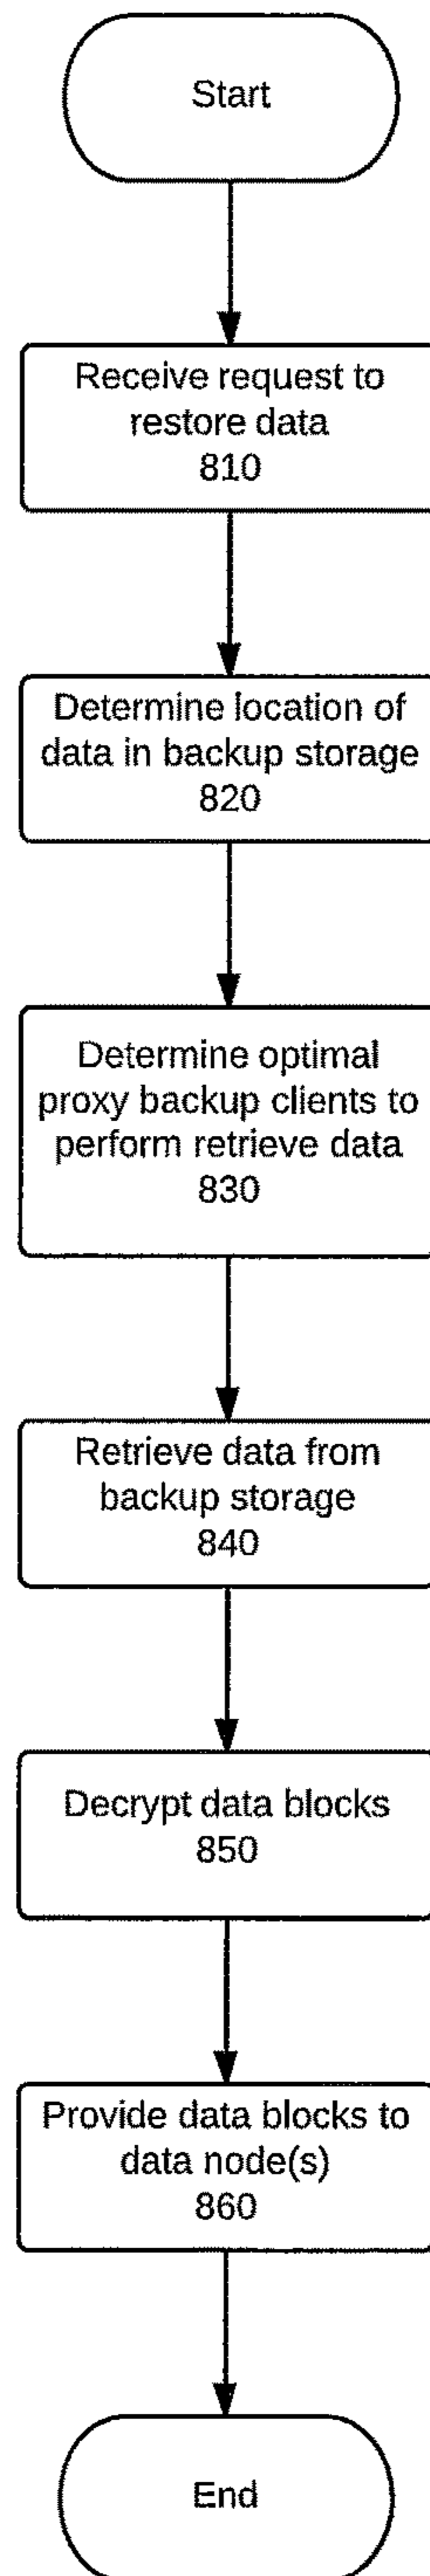 Start
Receive request to
restore data
810
Determine location of
data in backup storage
820
Determine optimal
proxy backup clients to
perform retrieve data
830
Retrieve data from
backup storage
840
Decrypt data blocks
850
Provide data blocks to
data node(s)
860
End